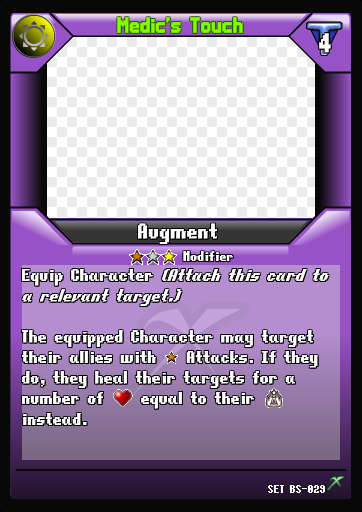 Medic's Touch
4
Augment
Modifier
Equip Character (Attach this card to
a relevant target.)
The equipped Character may target
their allies with Attacks. If they
do, they heal their targets for a
number of equal to their
instead.
SET BS-029